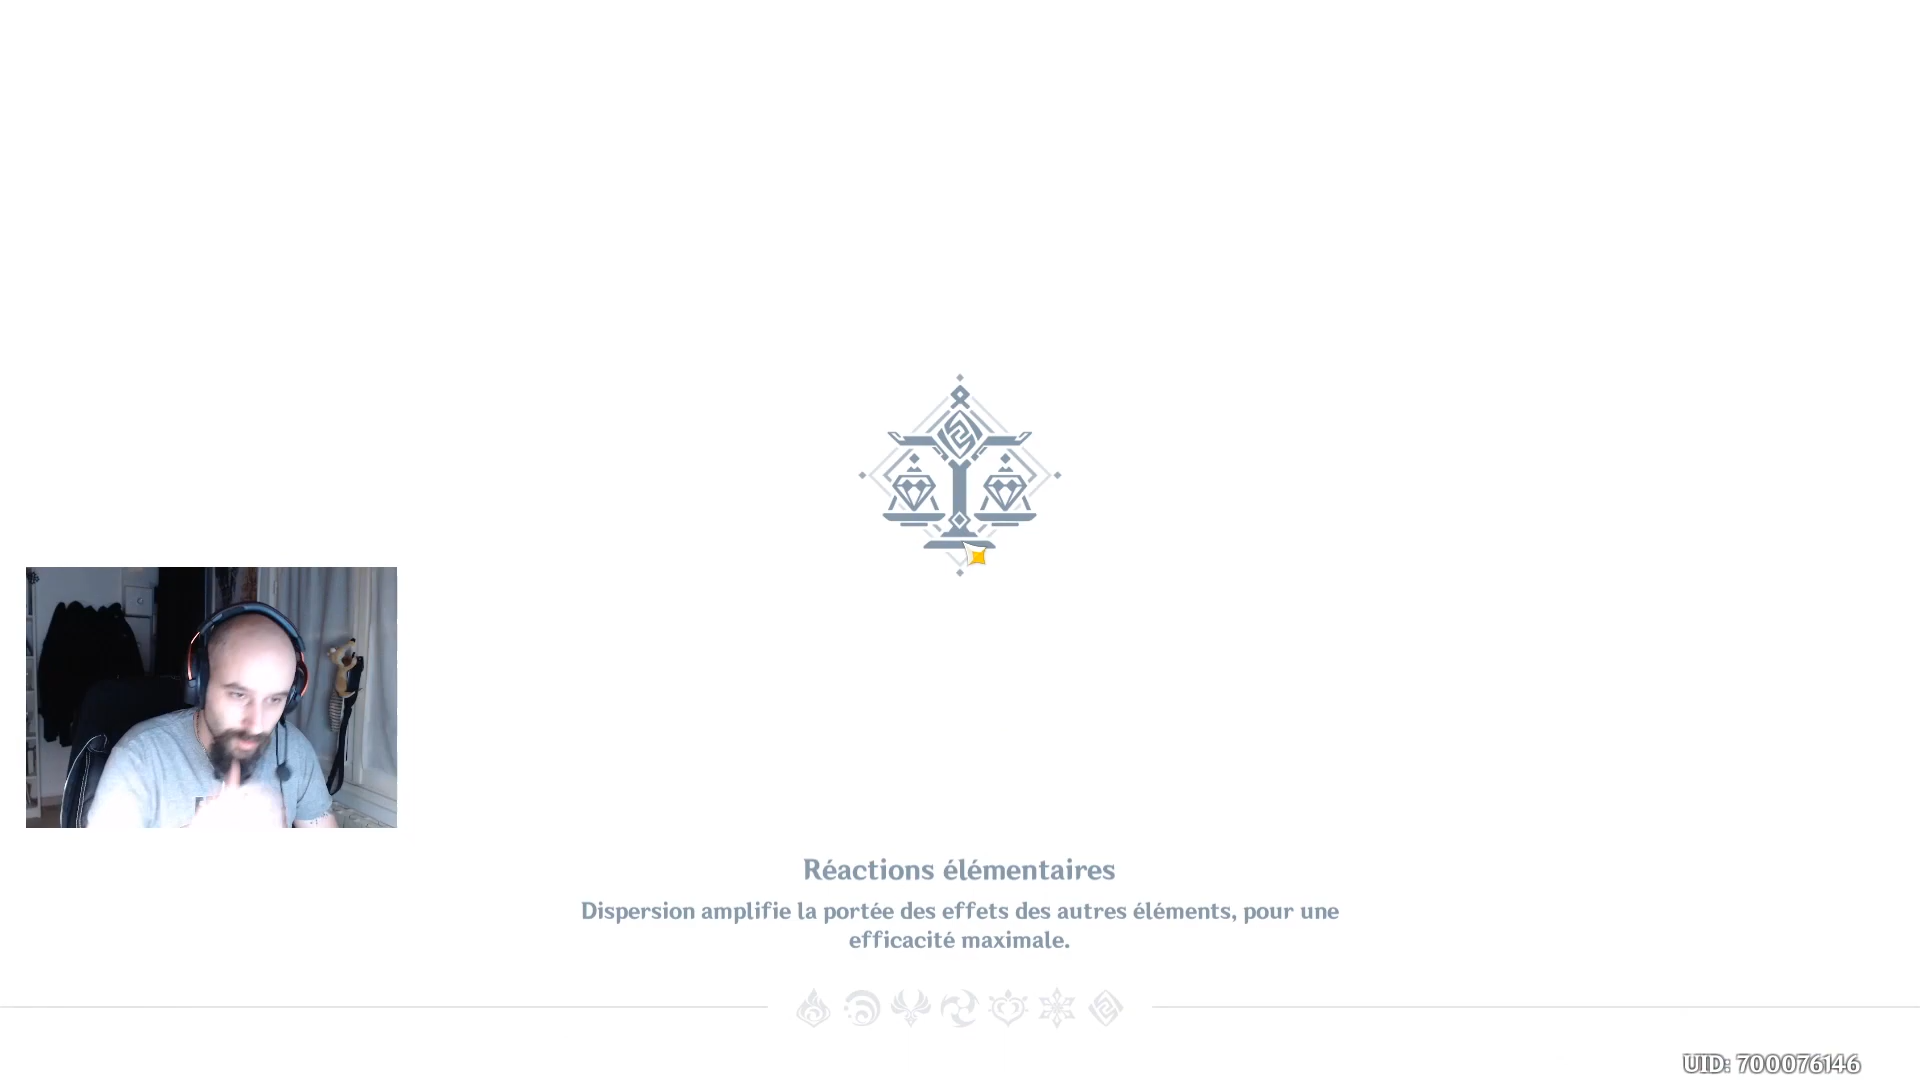 Réactions élémentaires
Dispersion amplifie la portée des effets des autres éléments, pour une
efficacité maximale.
UID: 700076146